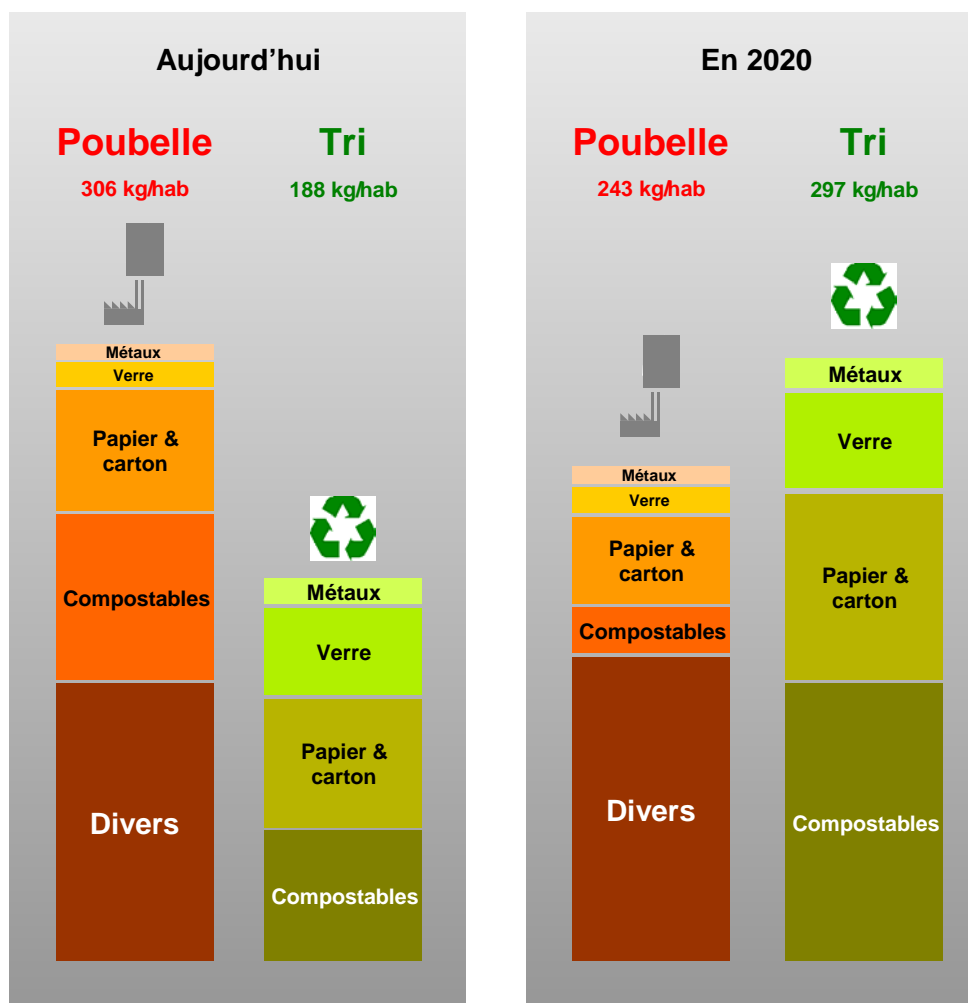 Aujourd’hui
Poubelle
306 kg/hab
Métaux
Verre
Papier &
carton
Compostables
Divers
Tri
188 kg/hab
Métaux
Verre
Papier &
carton
Compostables
En 2020
Poubelle
243 kg/hab
Métaux
Verre
Papier &
carton
Compostables
Divers
Tri
297 kg/hab
Métaux
Verre
Papier &
carton
Compostables